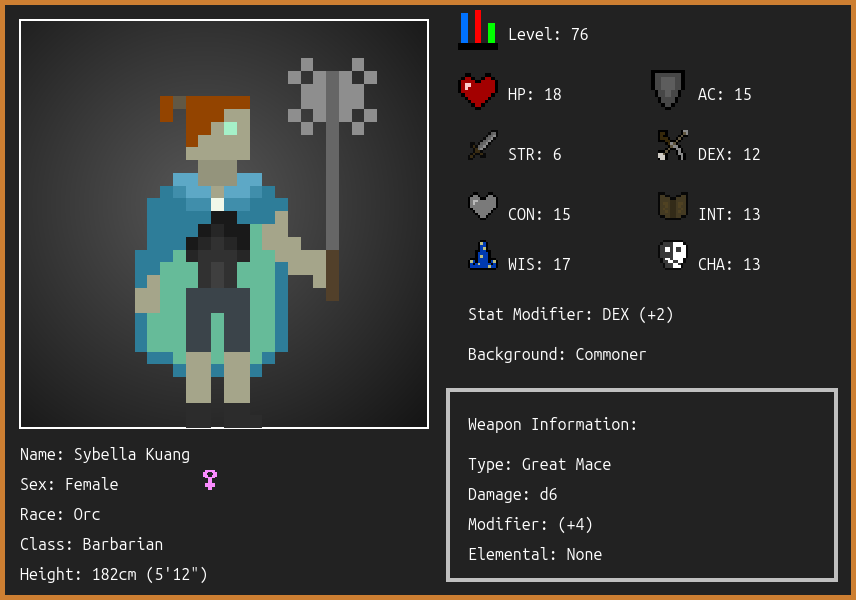 Level: 76
HP: 18
AC: 15
STR: 6
DEX: 12
CON: 15
INT: 13
WIS: 17
CHA: 13
Stat Modifier: DEX (+2)
Background: Commoner
Weapon Information:
Type: Great Mace
Damage: d6
Modifier: (+4)
Elemental: None
Name: Sybella Kuang
Sex: Female
Race: Orc
Class: Barbarian
Height: 182cm (5'12")